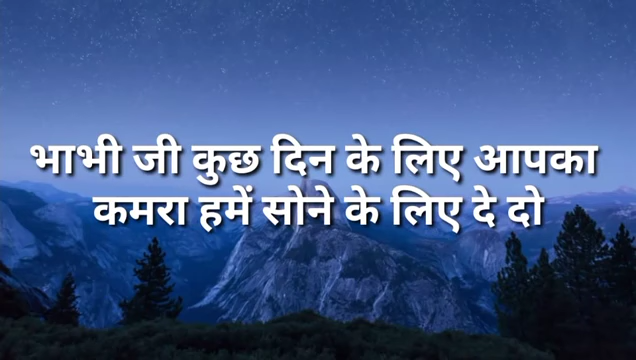 भाभी जी कुछ दिन के लिए आपका
कमरा हमें सोने के लिए दे दो